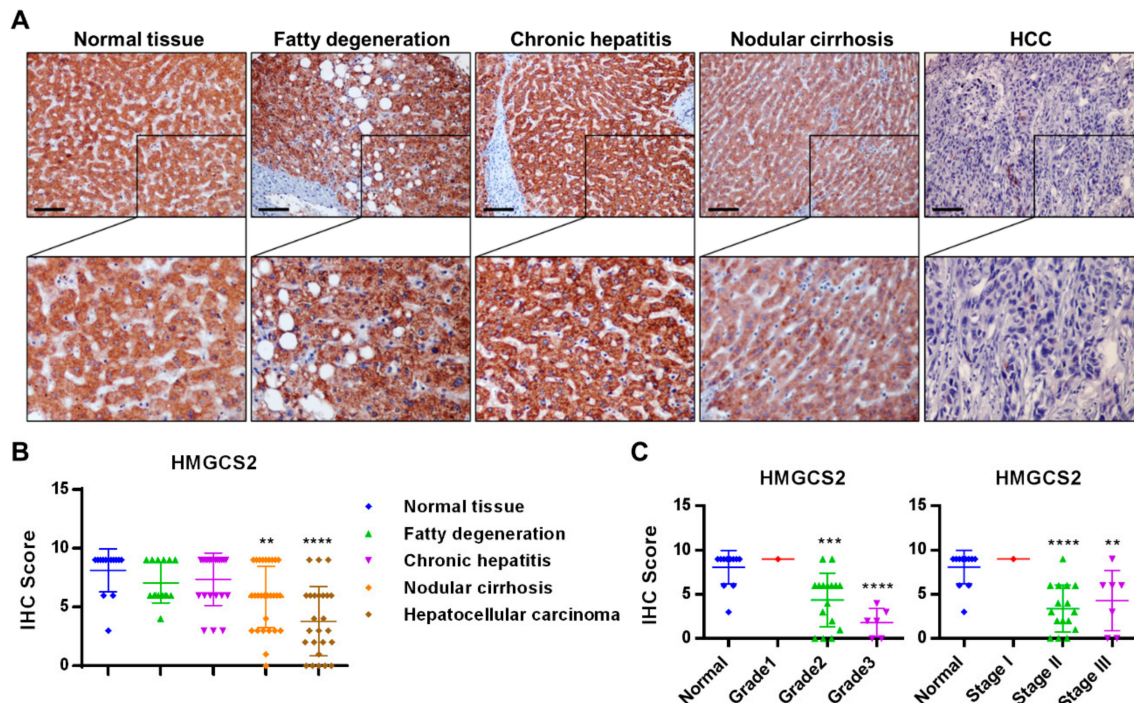 A
Normal tissue Fatty degeneration Chronic hepatitis Nodular cirrhosis HCC
B
HMGCS2
15
10
5
0
IHC Score
** ****
Normal tissue
Fatty degeneration
Chronic hepatitis
Nodular cirrhosis
Hepatocellular carcinoma
C
HMGCS2
15
10
5
0
IHC Score
*** ****
Normal Grade1 Grade2 Grade3
HMGCS2
15
10
5
0
**** **
Normal Stage I Stage II Stage III